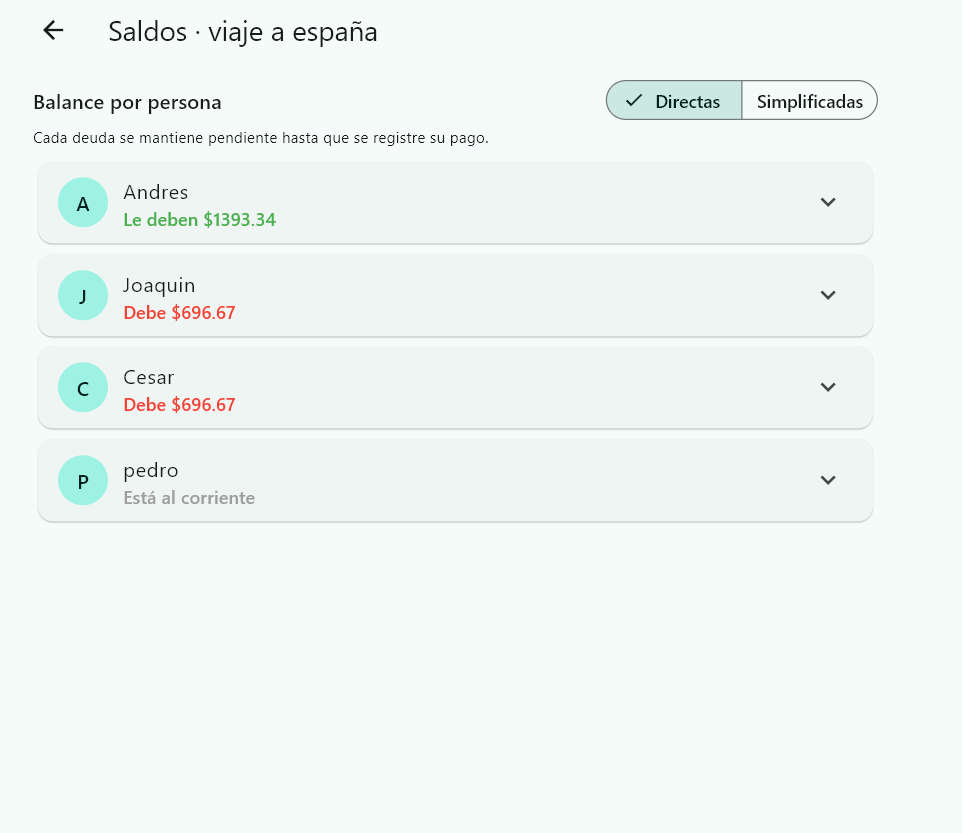 Saldos · viaje a españa
Balance por persona
Directas
Simplificadas
Cada deuda se mantiene pendiente hasta que se registre su pago.
A
Andres
Le deben $1393.34
J
Joaquin
Debe $696.67
C
Cesar
Debe $696.67
P
pedro
Está al corriente